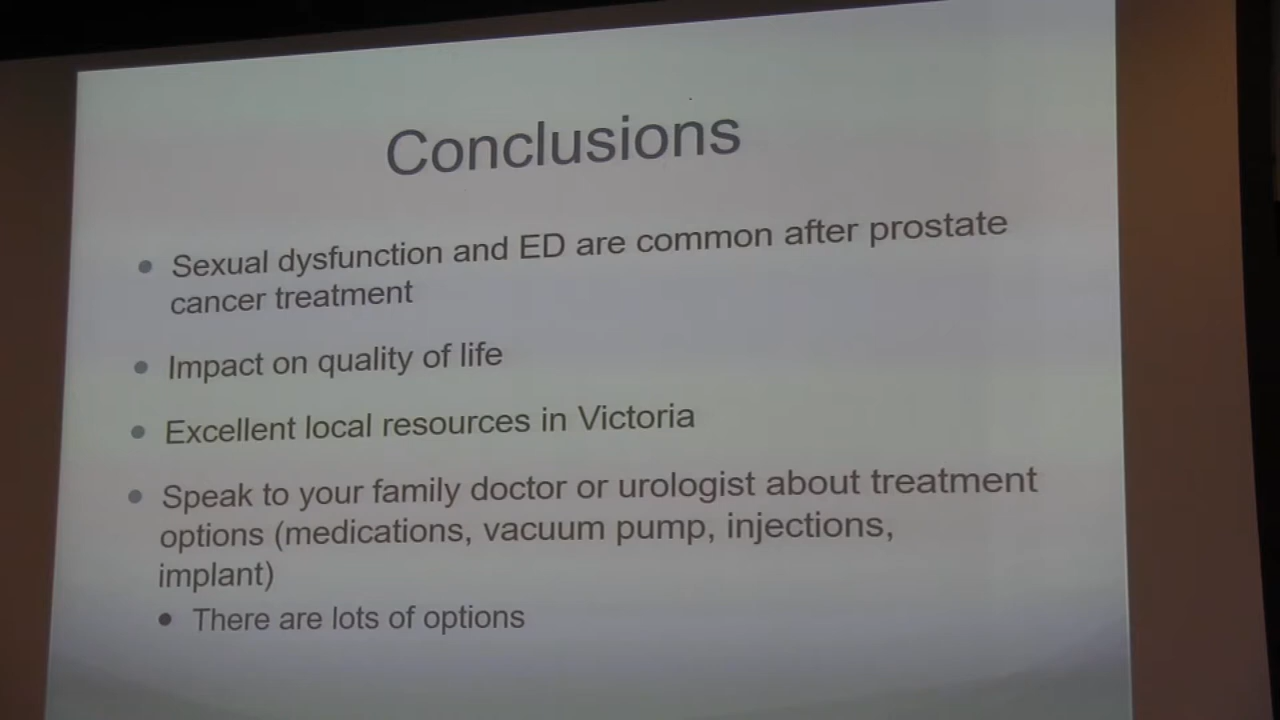 Conclusions
• Sexual dysfunction and ED are common after prostate
cancer treatment
• Impact on quality of life
• Excellent local resources in Victoria
• Speak to your family doctor or urologist about treatment
options (medications, vacuum pump, injections,
implant)
• There are lots of options